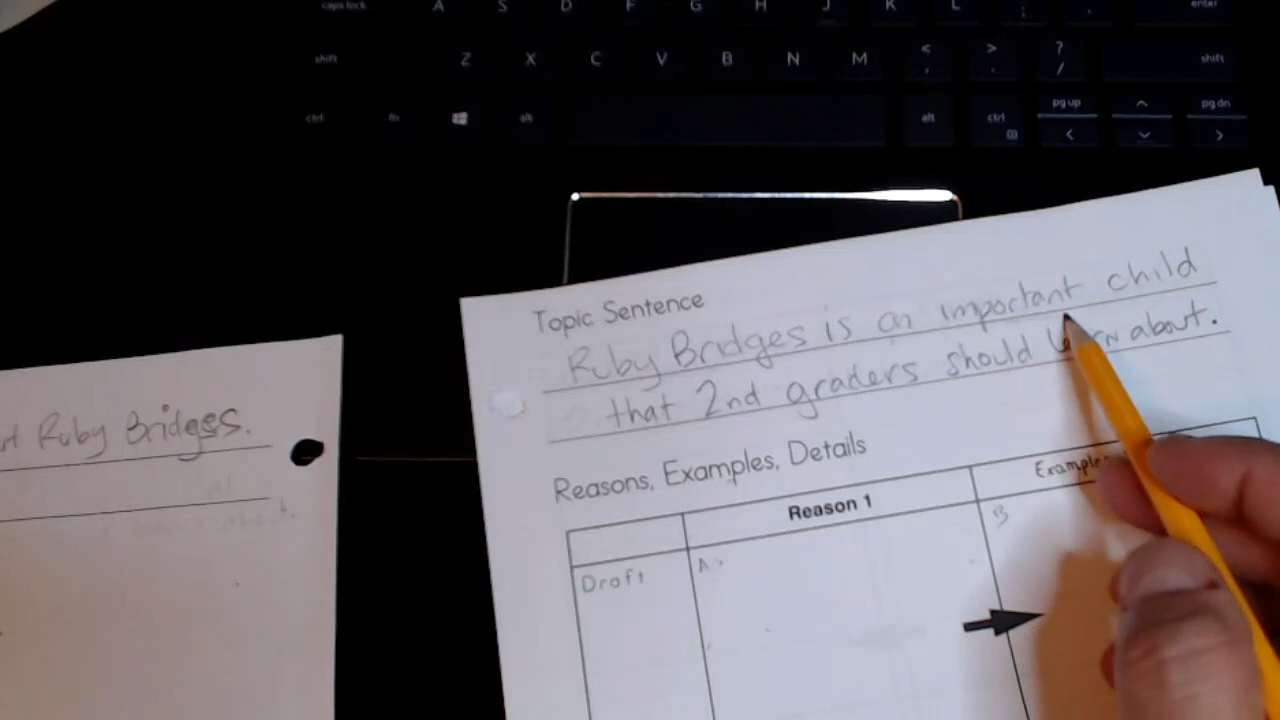 caps lock A S D F G H J K L ; ' enter
shift Z X C V B N M < , > . ? / shift
ctrl fn alt alt ctrl pg up < ^ v pg dn >
Ruby Bridges.
Topic Sentence
Ruby Bridges is an important child
that 2nd graders should about.
Reasons, Examples, Details
Reason 1
Draft A
B